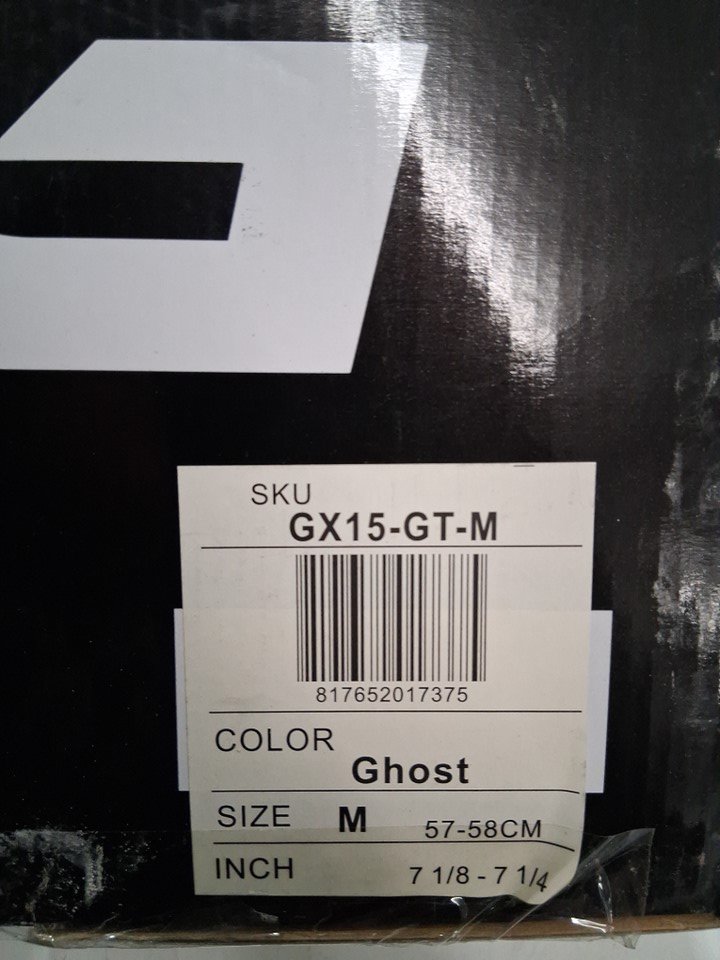 SKU
GX15-GT-M
817652017375
COLOR
Ghost
SIZE M 57-58CM
INCH 7 1/8 - 7 1/4